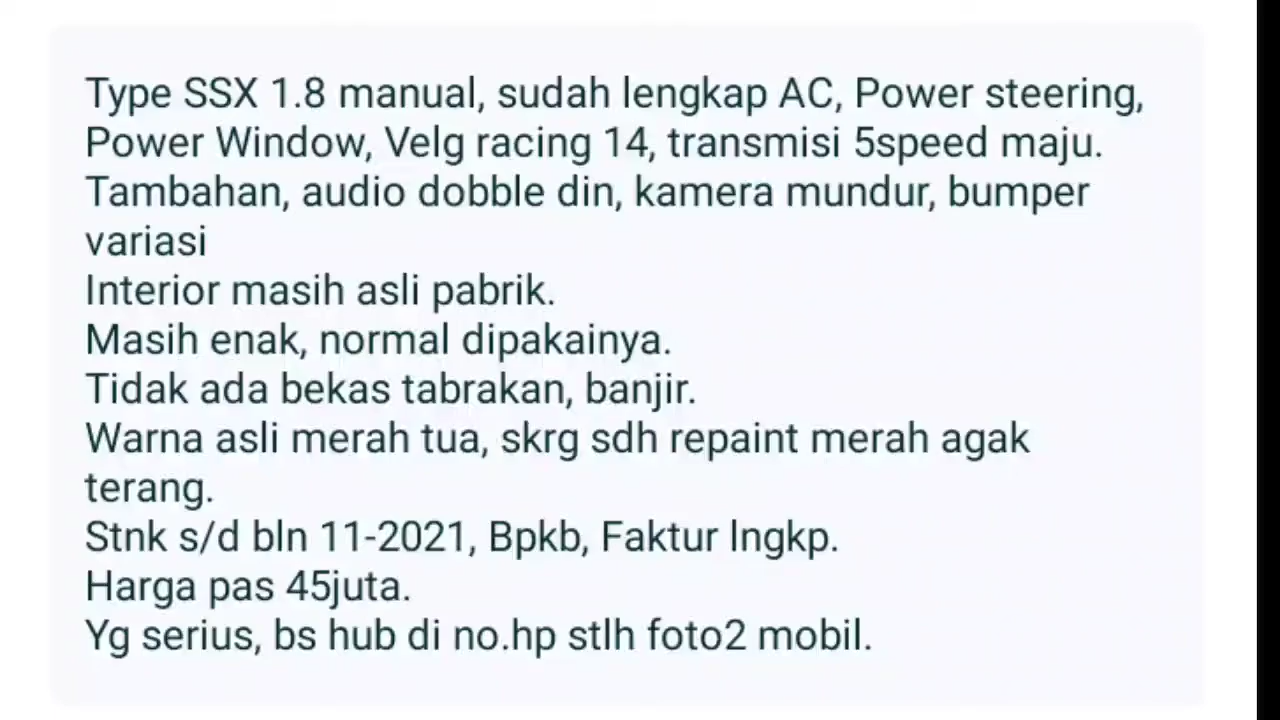 Type SSX 1.8 manual, sudah lengkap AC, Power steering,
Power Window, Velg racing 14, transmisi 5speed maju.
Tambahan, audio dobble din, kamera mundur, bumper
variasi
Interior masih asli pabrik.
Masih enak, normal dipakainya.
Tidak ada bekas tabrakan, banjir.
Warna asli merah tua, skrg sdh repaint merah agak
terang.
Stnk s/d bln 11-2021, Bpkb, Faktur lngkp.
Harga pas 45juta.
Yg serius, bs hub di no.hp stlh foto2 mobil.